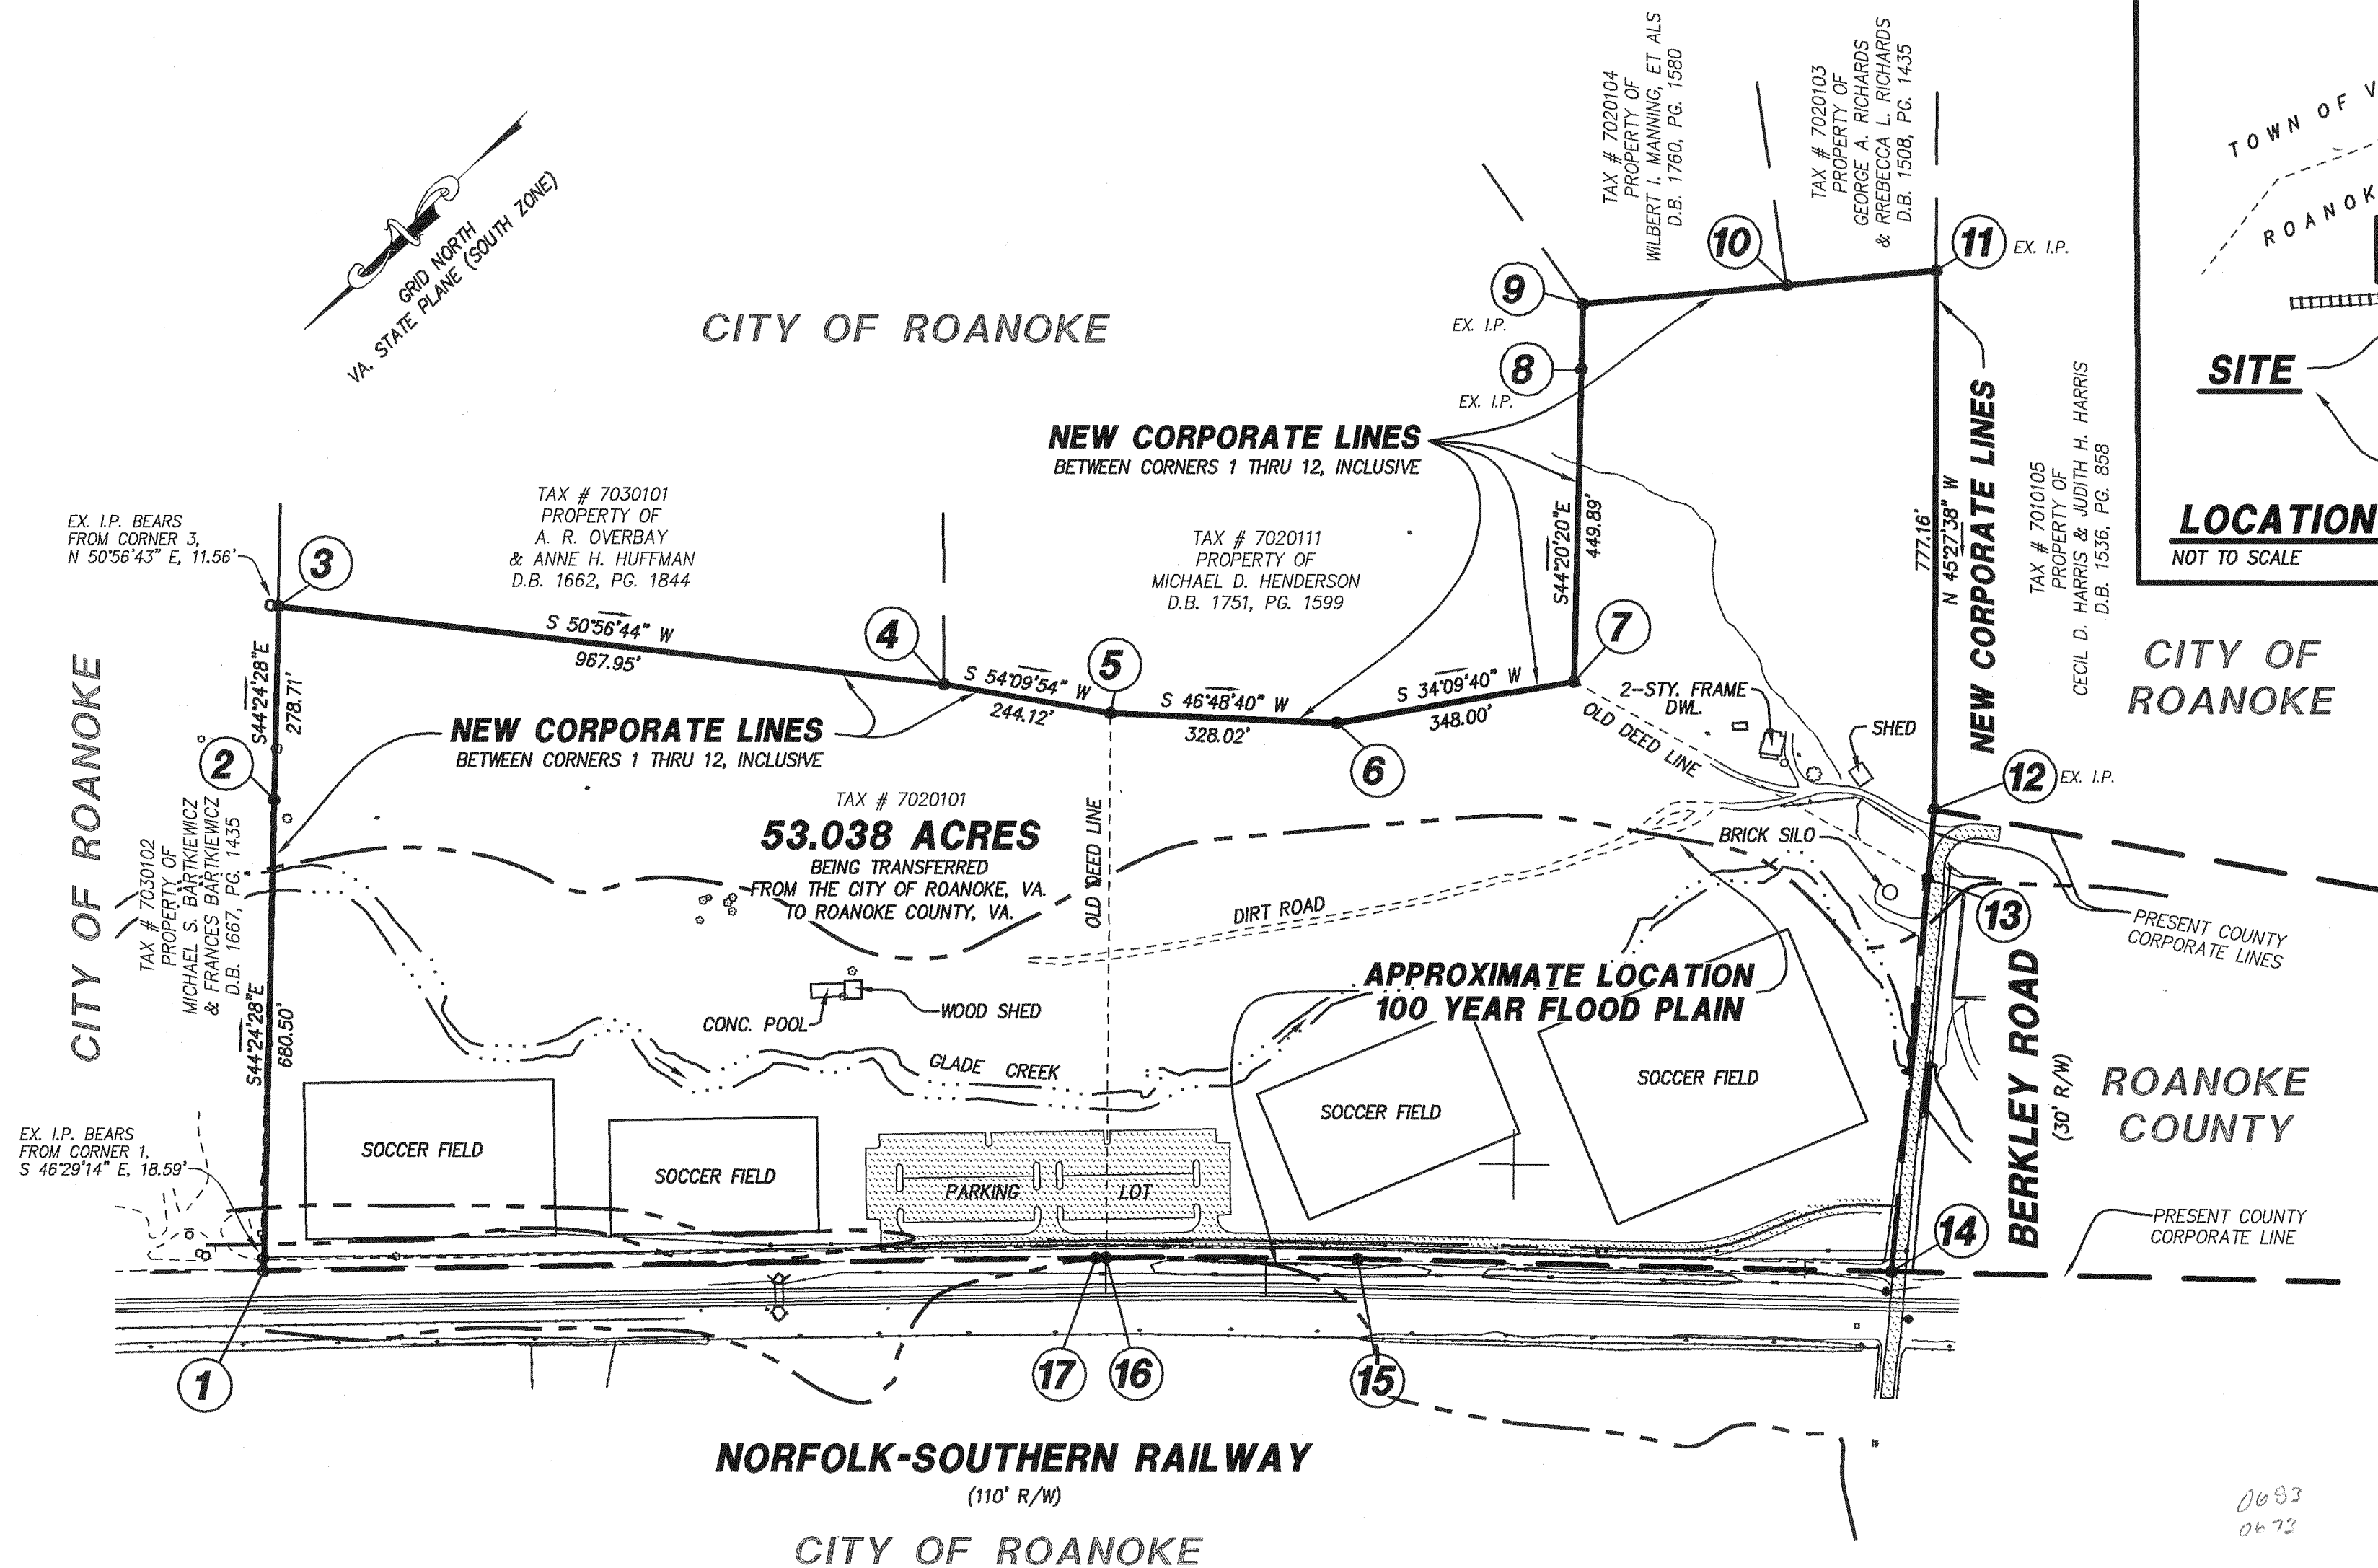 TAX # 7020104
PROPERTY OF
WILBERT I. MANNING, ET ALS
D.B. 1760, PG. 1580
TAX # 7020103
PROPERTY OF
GEORGE A. RICHARDS
& RREBECCA L. RICHARDS
D.B. 1508, PG. 1435
TOWN OF V
ROANOK
SITE
LOCATION
NOT TO SCALE
GRID NORTH
VA. STATE PLANE (SOUTH ZONE)
CITY OF ROANOKE
10
11
EX. I.P.
9
EX. I.P.
8
EX. I.P.
NEW CORPORATE LINES
BETWEEN CORNERS 1 THRU 12, INCLUSIVE
EX. I.P. BEARS
FROM CORNER 3,
N 50°56'43" E, 11.56'
3
TAX # 7030101
PROPERTY OF
A. R. OVERBAY
& ANNE H. HUFFMAN
D.B. 1662, PG. 1844
TAX # 7020111
PROPERTY OF
MICHAEL D. HENDERSON
D.B. 1751, PG. 1599
S44°20'20"E
449.89'
777.16'
N 45°27'38" W
NEW CORPORATE LINES
TAX # 7010105
PROPERTY OF
CECIL D. HARRIS & JUDITH H. HARRIS
D.B. 1536, PG. 858
CITY OF
ROANOKE
S 50°56'44" W
967.95'
4
S 54°09'54" W
244.12'
5
S 46°48'40" W
328.02'
6
S 34°09'40" W
348.00'
7
2-STY. FRAME
DWL.
OLD DEED LINE
SHED
12
EX. I.P.
S44°24'28"E
278.71'
2
CITY OF ROANOKE
NEW CORPORATE LINES
BETWEEN CORNERS 1 THRU 12, INCLUSIVE
TAX # 7030102
PROPERTY OF
MICHAEL S. BARTKIEWICZ
& FRANCES BARTKIEWICZ
D.B. 1667, PG. 1435
TAX # 7020101
53.038 ACRES
BEING TRANSFERRED
FROM THE CITY OF ROANOKE, VA.
TO ROANOKE COUNTY, VA.
OLD DEED LINE
DIRT ROAD
BRICK SILO
13
PRESENT COUNTY
CORPORATE LINES
APPROXIMATE LOCATION
100 YEAR FLOOD PLAIN
CONC. POOL
WOOD SHED
GLADE CREEK
S44°24'28"E
680.50'
SOCCER FIELD
SOCCER FIELD
SOCCER FIELD
SOCCER FIELD
PARKING LOT
BERKLEY ROAD
(30' R/W)
ROANOKE
COUNTY
EX. I.P. BEARS
FROM CORNER 1,
S 46°29'14" E, 18.59'
14
PRESENT COUNTY
CORPORATE LINE
1
17
16
15
NORFOLK-SOUTHERN RAILWAY
(110' R/W)
CITY OF ROANOKE
0673